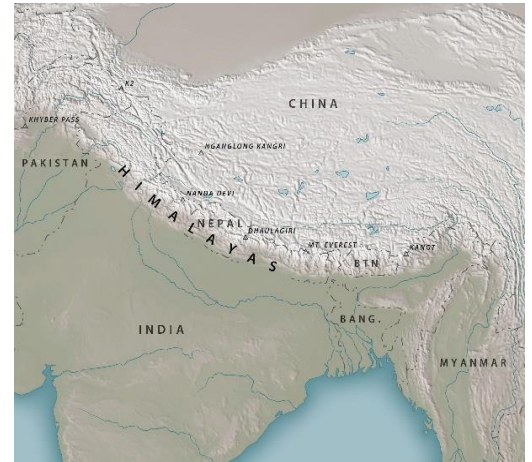 K2
CHINA
KHYBER PASS
NGANGLONG KANGRI
PAKISTAN
HIMALAYAS
NANDA DEVI
NEPAL
DHAULAGIRI
MT. EVEREST
KANGT
BTN
BANG.
INDIA
MYANMAR